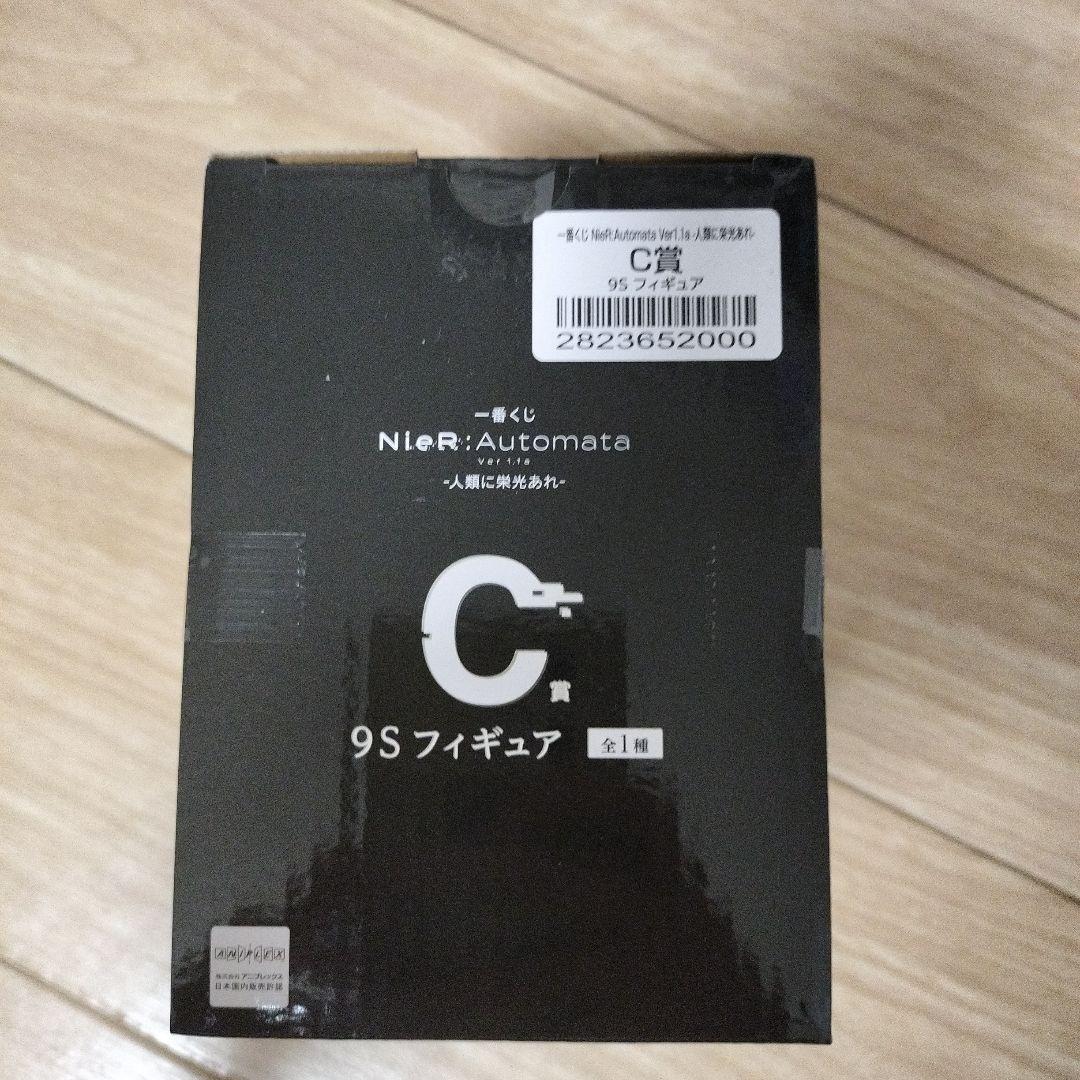 一番くじ NieR:Automata Ver1.1a -人類に栄光あれ-
C賞
9S フィギュア
2823652000
一番くじ
NieR:Automata
Ver1.1a
-人類に栄光あれ-
C賞
9S フィギュア 全1種
ANIPLEX
株式会社アニプレックス
日本国内販売許諾